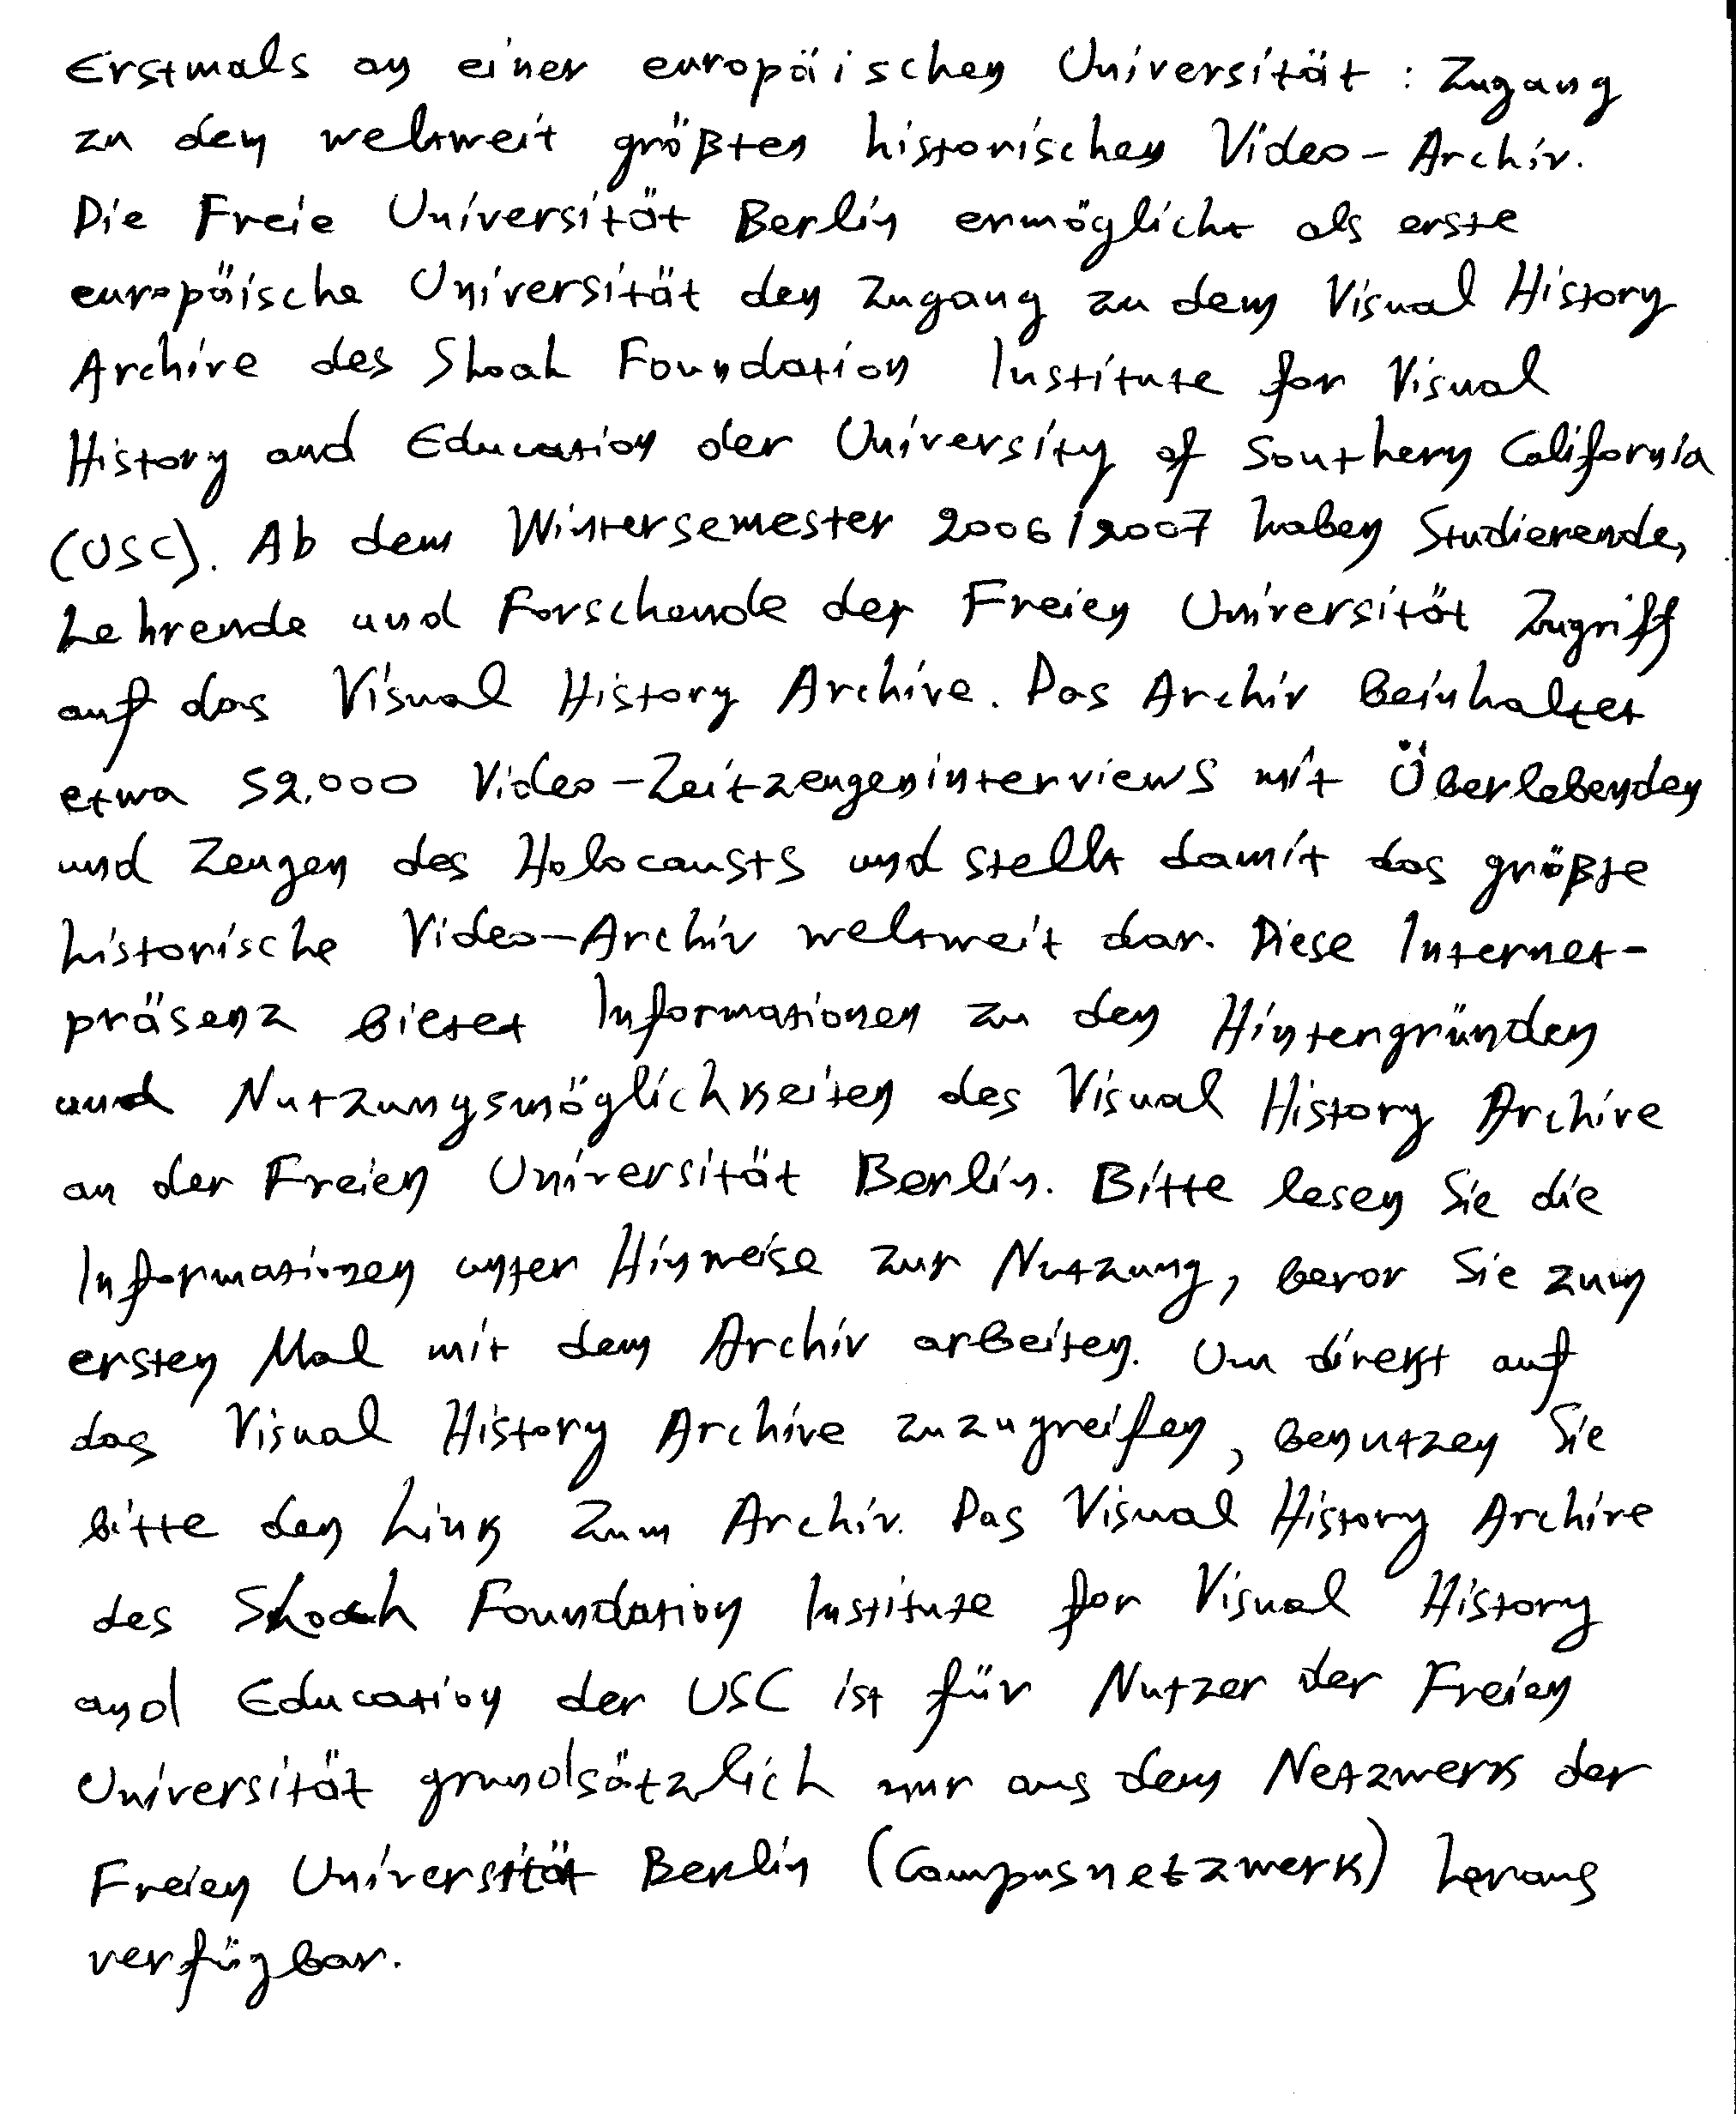 Erstmals an einer europäischen Universität: Zugang
zu den weltweit größten historischen Video-Archiv.
Die Freie Universität Berlin ermöglicht als erste
europäische Universität den Zugang zu dem Visual History
Archive des Shoah Foundation Institute for Visual
History and Education der University of Southern California
(USC). Ab dem Wintersemester 2006/2007 haben Studierende,
Lehrende und Forschende der Freien Universität Zugriff
auf das Visual History Archive. Das Archiv beinhaltet
etwa 52.000 Video-Zeitzeugeninterviews mit Überlebenden
und Zeugen des Holocausts und stellt damit das größte
historische Video-Archiv weltweit dar. Diese Internet-
präsenz bietet Informationen zu den Hintergründen
und Nutzungsmöglichkeiten des Visual History Archive
an der Freien Universität Berlin. Bitte lesen Sie die
Informationen unter Hinweise zur Nutzung, bevor Sie zum
ersten Mal mit dem Archiv arbeiten. Um direkt auf
das Visual History Archive zuzugreifen, benutzen Sie
bitte den Link zum Archiv. Das Visual History Archive
des Shoah Foundation Institute for Visual History
and Education der USC ist für Nutzer der Freien
Universität grundsätzlich nur aus dem Netzwerk der
Freien Universität Berlin (Campusnetzwerk) heraus
verfügbar.